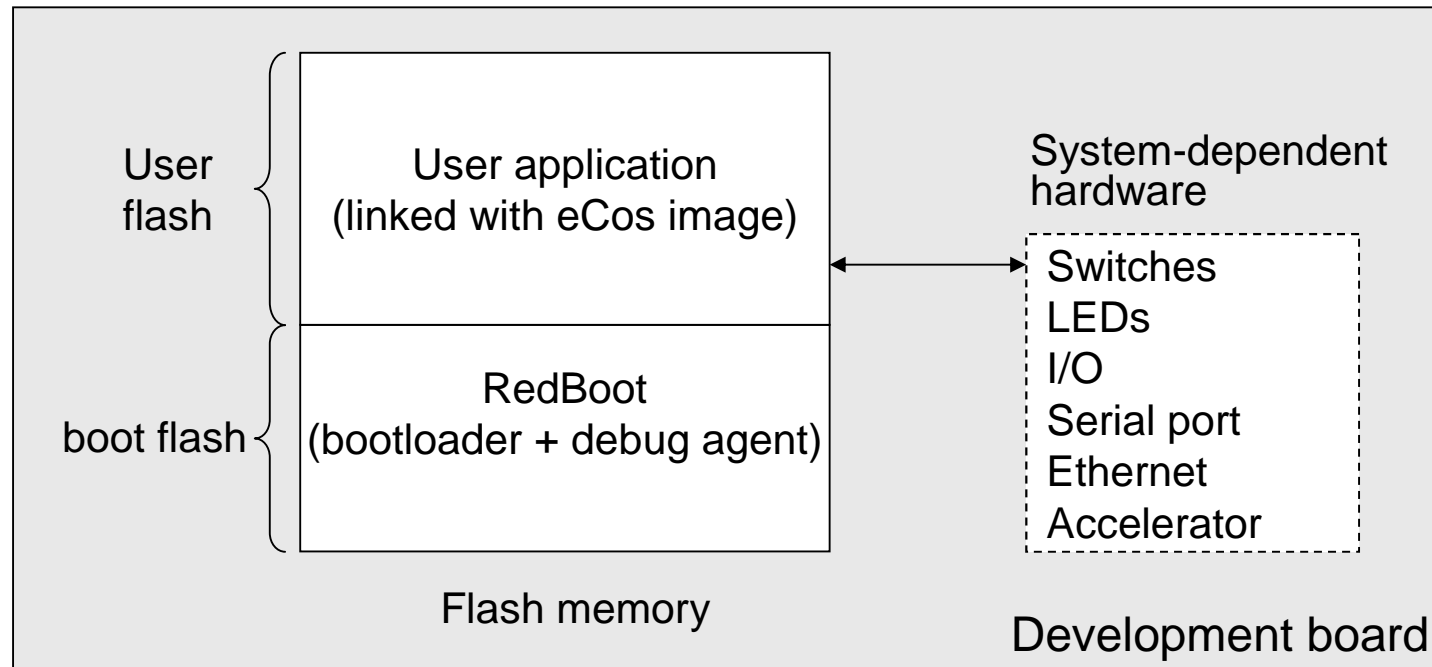 User
flash
User application
(linked with eCos image)
System-dependent
hardware
Switches
LEDs
I/O
Serial port
Ethernet
Accelerator
boot flash
RedBoot
(bootloader + debug agent)
Flash memory
Development board